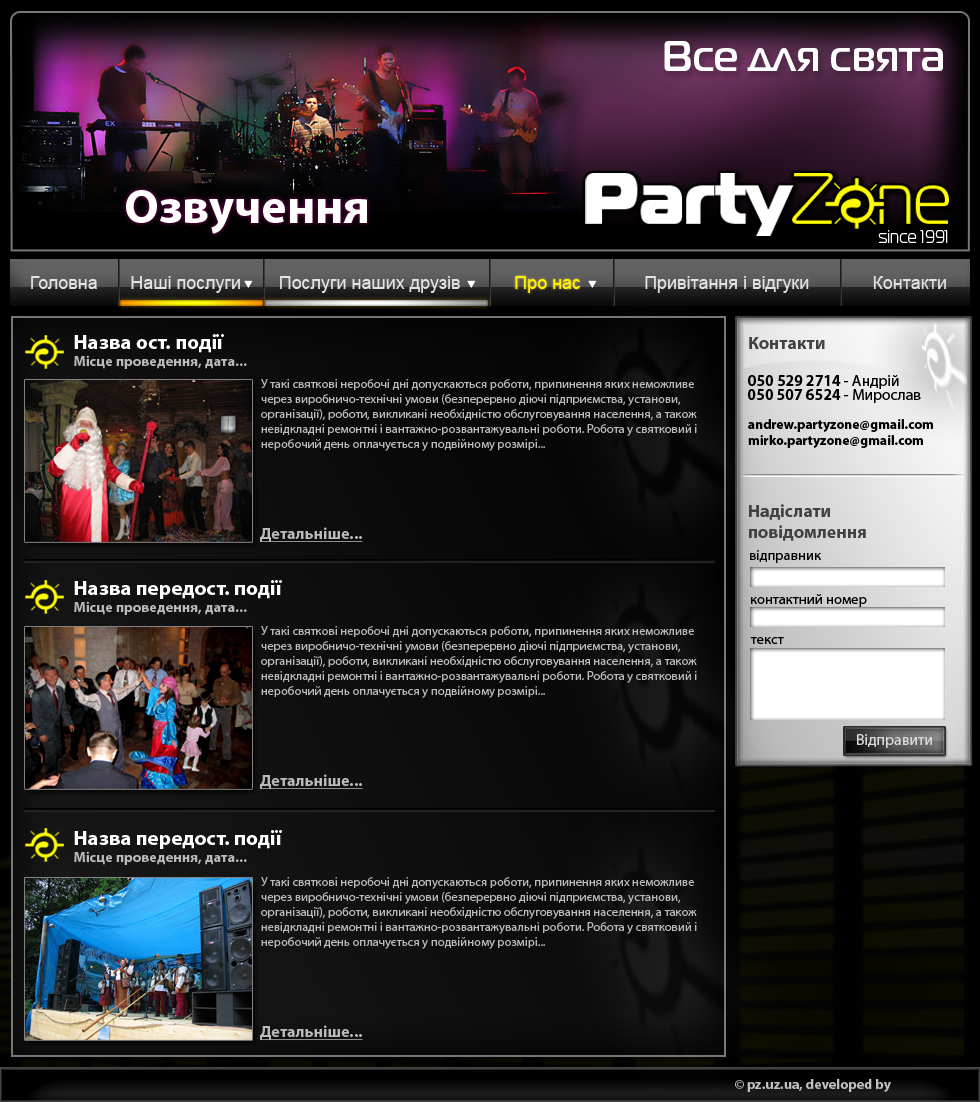 Все для свята
Озвучення
PartyZone
since 1991
Головна
Наші послуги
Послуги наших друзів
Про нас
Привітання і відгуки
Контакти
Назва ост. події
Місце проведення, дата...
У такі святкові неробочі дні допускаються роботи, припинення яких неможливе
через виробничо-технічні умови (безперервно діючі підприємства, установи,
організації), роботи, викликані необхідністю обслуговування населення, а також
невідкладні ремонтні і вантажно-розвантажувальні роботи. Робота у святковий і
неробочий день оплачується у подвійному розмірі...
Детальніше...
Назва передост. події
Місце проведення, дата...
У такі святкові неробочі дні допускаються роботи, припинення яких неможливе
через виробничо-технічні умови (безперервно діючі підприємства, установи,
організації), роботи, викликані необхідністю обслуговування населення, а також
невідкладні ремонтні і вантажно-розвантажувальні роботи. Робота у святковий і
неробочий день оплачується у подвійному розмірі...
Детальніше...
Назва передост. події
Місце проведення, дата...
У такі святкові неробочі дні допускаються роботи, припинення яких неможливе
через виробничо-технічні умови (безперервно діючі підприємства, установи,
організації), роботи, викликані необхідністю обслуговування населення, а також
невідкладні ремонтні і вантажно-розвантажувальні роботи. Робота у святковий і
неробочий день оплачується у подвійному розмірі...
Детальніше...
Контакти
050 529 2714 - Андрій
050 507 6524 - Мирослав
andrew.partyzone@gmail.com
mirko.partyzone@gmail.com
Надіслати
повідомлення
відправник
контактний номер
текст
Відправити
© pz.uz.ua, developed by